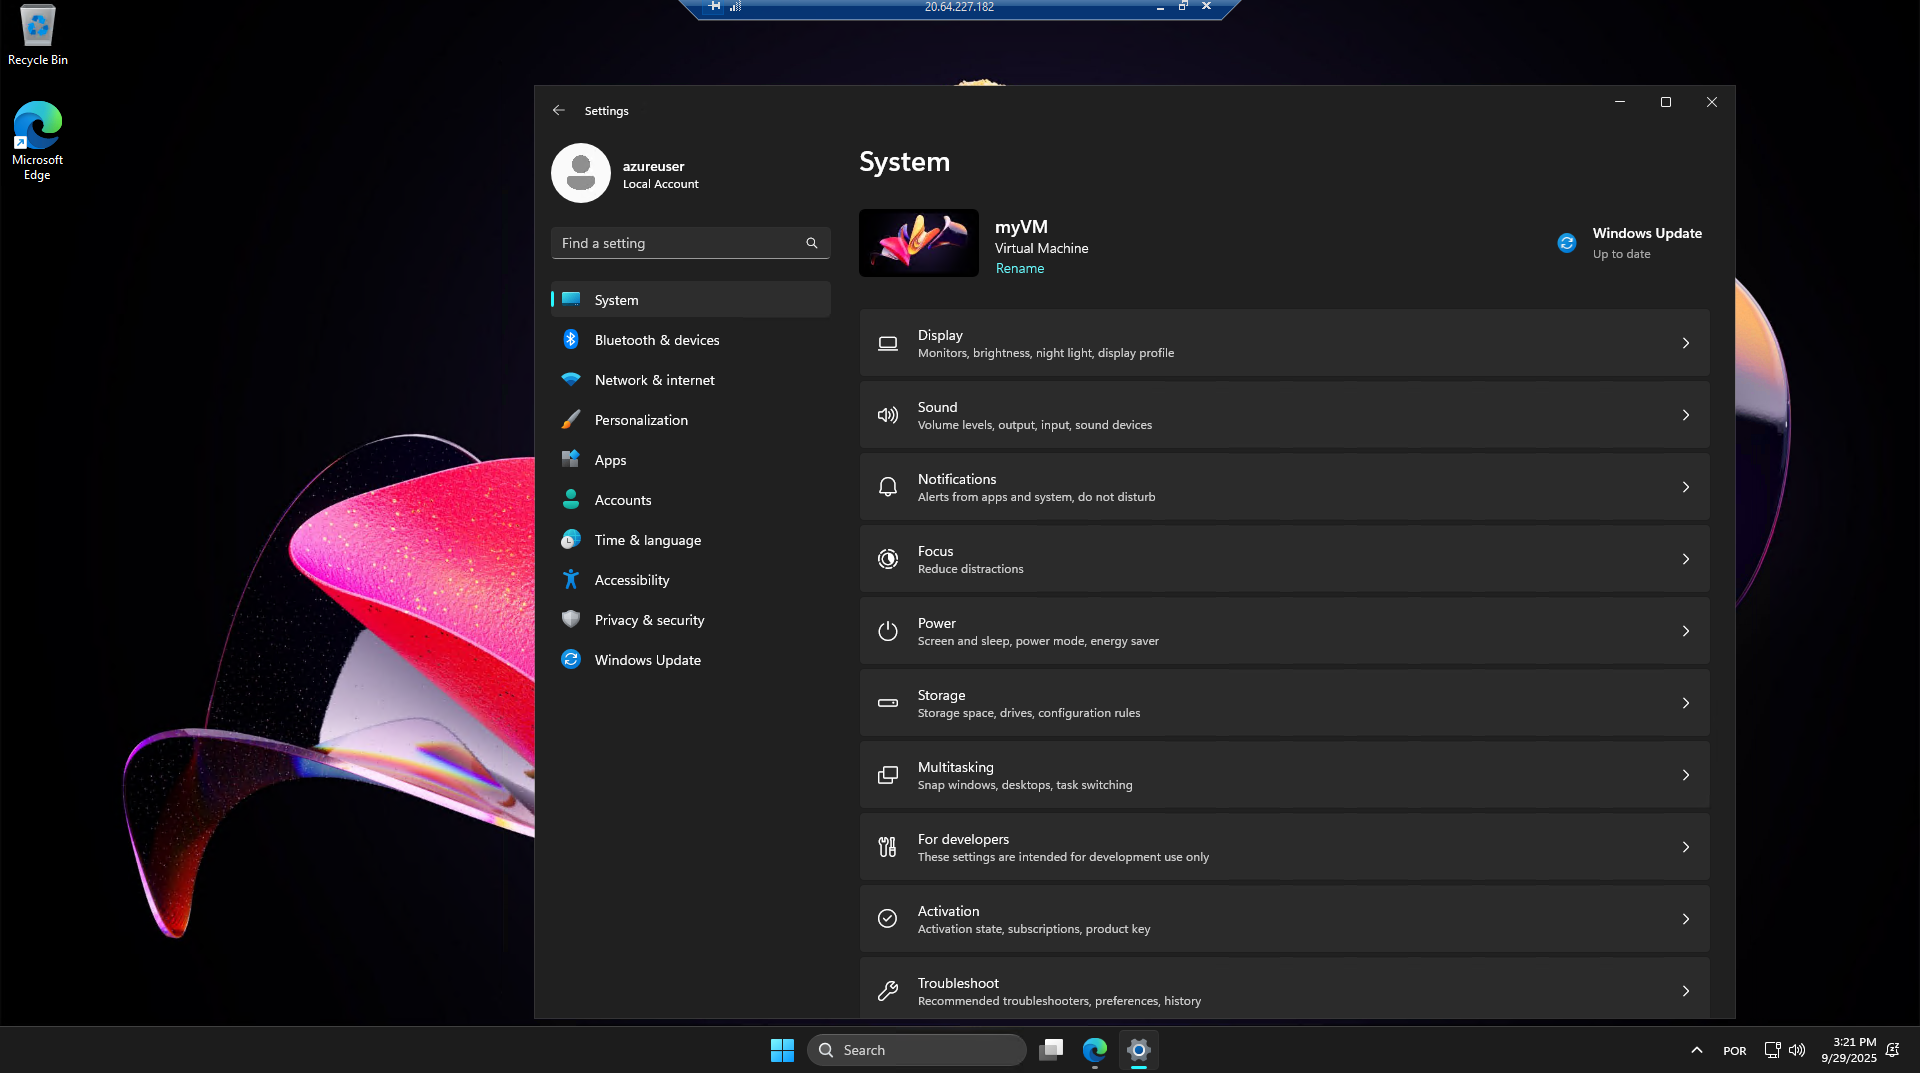 20.64.227.182
Recycle Bin
Microsoft
Edge
Settings
azureuser
Local Account
Find a setting
System
Bluetooth & devices
Network & internet
Personalization
Apps
Accounts
Time & language
Accessibility
Privacy & security
Windows Update
System
myVM
Virtual Machine
Rename
Windows Update
Up to date
Display
Monitors, brightness, night light, display profile
Sound
Volume levels, output, input, sound devices
Notifications
Alerts from apps and system, do not disturb
Focus
Reduce distractions
Power
Screen and sleep, power mode, energy saver
Storage
Storage space, drives, configuration rules
Multitasking
Snap windows, desktops, task switching
For developers
These settings are intended for development use only
Activation
Activation state, subscriptions, product key
Troubleshoot
Recommended troubleshooters, preferences, history
Search
POR
3:21 PM
9/29/2025